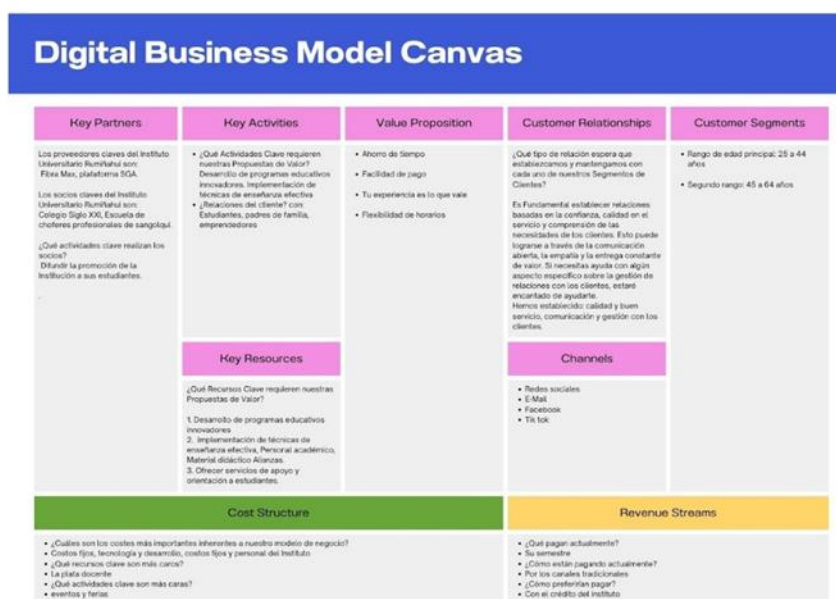 Digital Business Model Canvas
Key Partners
Los proveedores claves del Instituto
Universitario Rumiñahui son:
Fibra Max, plataforma SGA.
Los socios claves del Instituto
Universitario Rumiñahui son:
Colegio Siglo XXI, Escuela de
choferes profesionales de sangolquí.
¿Qué actividades clave realizan los
socios?
Difundir la promoción de la
Institución a sus estudiantes.
.
Key Activities
• ¿Qué Actividades Clave requieren
nuestras Propuestas de Valor?
Desarrollo de programas educativos
innovadores. Implementación de
técnicas de enseñanza efectiva
• ¿Relaciones del cliente? con:
Estudiantes, padres de familia,
emprendedores
Key Resources
¿Qué Recursos Clave requieren nuestras
Propuestas de Valor?
1. Desarrollo de programas educativos
innovadores
2. Implementación de técnicas de
enseñanza efectiva, Personal académico,
Material didáctico Alianzas.
3. Ofrecer servicios de apoyo y
orientación a estudiantes.
Value Proposition
• Ahorro de tiempo
• Facilidad de pago
• Tu experiencia es lo que vale
• Flexibilidad de horarios
Customer Relationships
¿Qué tipo de relación espera que
establezcamos y mantengamos con
cada uno de nuestros Segmentos de
Clientes?
Es Fundamental establecer relaciones
basadas en la confianza, calidad en el
servicio y comprensión de las
necesidades de los clientes. Esto puede
lograrse a través de la comunicación
abierta, la empatía y la entrega constante
de valor. Si necesitas ayuda con algún
aspecto específico sobre la gestión de
relaciones con los clientes, estaré
encantado de ayudarte.
Hemos establecido: calidad y buen
servicio, comunicación y gestión con los
clientes.
Channels
• Redes sociales
• E-Mail
• Facebook
• Tik tok
Customer Segments
• Rango de edad principal: 25 a 44
años
• Segundo rango: 45 a 64 años
Cost Structure
• ¿Cuáles son los costes más importantes inherentes a nuestro modelo de negocio?
• Costos fijos, tecnología y desarrollo, costos fijos y personal del Instituto
• ¿Qué recursos clave son más caros?
• La plata docente
• ¿Qué actividades clave son más caras?
• eventos y ferias
Revenue Streams
• ¿Qué pagan actualmente?
• Su semestre
• ¿Cómo están pagando actualmente?
• Por los canales tradicionales
• ¿Cómo preferirían pagar?
• Con el crédito del instituto